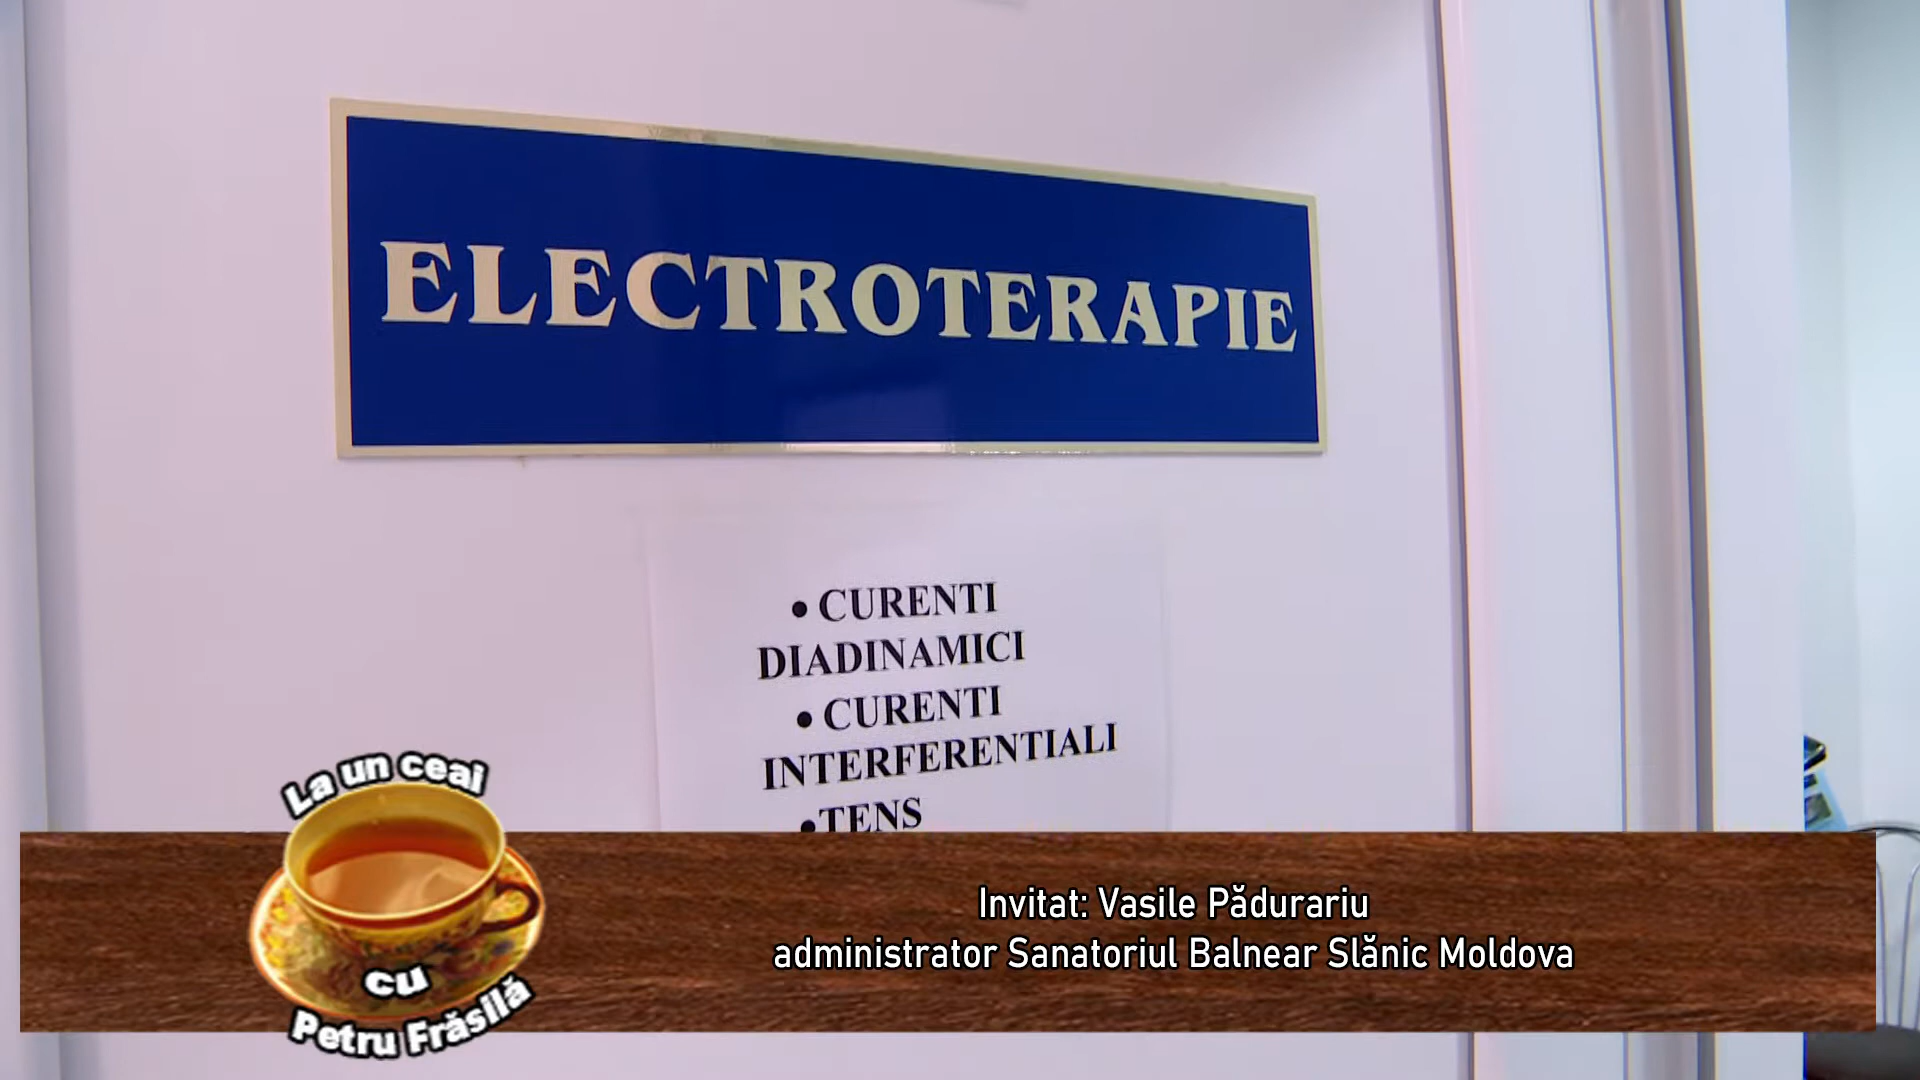 ELECTROTERAPIE
• CURENTI
DIADINAMICI
• CURENTI
INTERFERENTIALI
•TENS
La un ceai
cu
Petru Frăsilă
Invitat: Vasile Pădurariu
administrator Sanatoriul Balnear Slănic Moldova